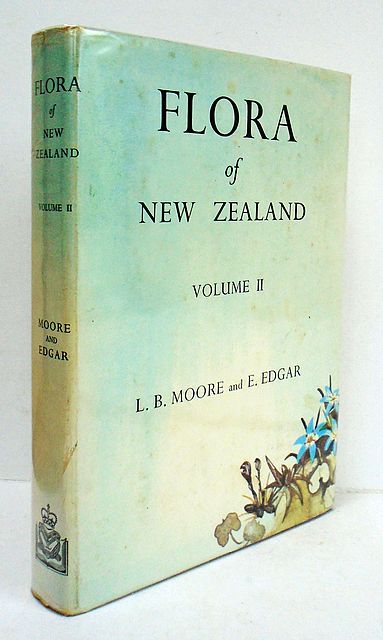 FLORA
of
NEW
ZEALAND
VOLUME II
MOORE
AND
EDGAR
FLORA
of
NEW ZEALAND
VOLUME II
L. B. MOORE and E. EDGAR